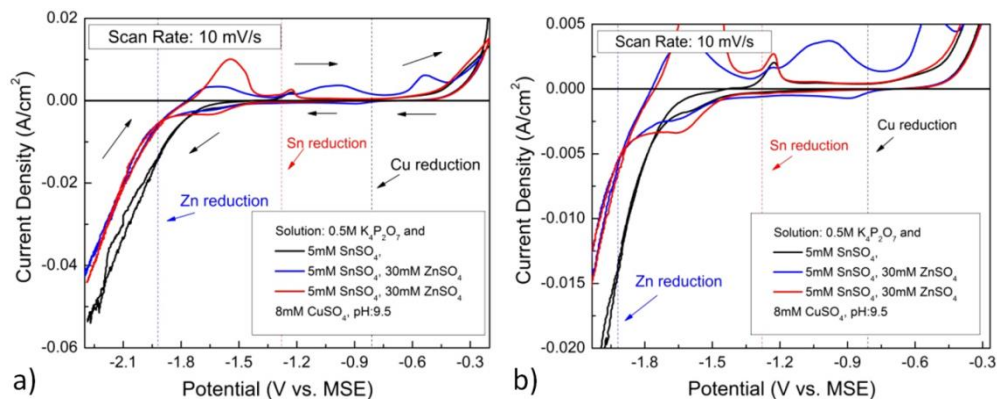 Scan Rate: 10 mV/s
0.02
0.00
-0.02
-0.04
-0.06
Current Density (A/cm²)
Sn reduction
Cu reduction
Zn reduction
Solution: 0.5M K₄P₂O₇ and
5mM SnSO₄,
5mM SnSO₄, 30mM ZnSO₄
5mM SnSO₄, 30mM ZnSO₄
8mM CuSO₄, pH:9.5
-2.1 -1.8 -1.5 -1.2 -0.9 -0.6 -0.3
Potential (V vs. MSE)
a)
Scan Rate: 10 mV/s
0.005
0.000
-0.005
-0.010
-0.015
-0.020
Current Density (A/cm²)
Cu reduction
Sn reduction
Zn reduction
Solution: 0.5M K₄P₂O₇ and
5mM SnSO₄,
5mM SnSO₄, 30mM ZnSO₄
5mM SnSO₄, 30mM ZnSO₄
8mM CuSO₄, pH:9.5
-1.8 -1.5 -1.2 -0.9 -0.6 -0.3
Potential (V vs. MSE)
b)